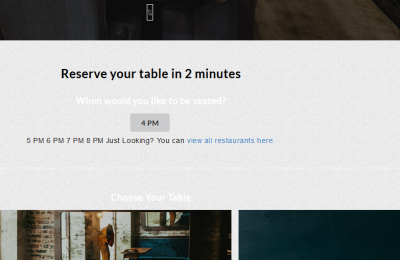 Reserve your table in 2 minutes
When would you like to be seated?
4 PM
5 PM 6 PM 7 PM 8 PM Just Looking? You can view all restaurants here.
Choose Your Table